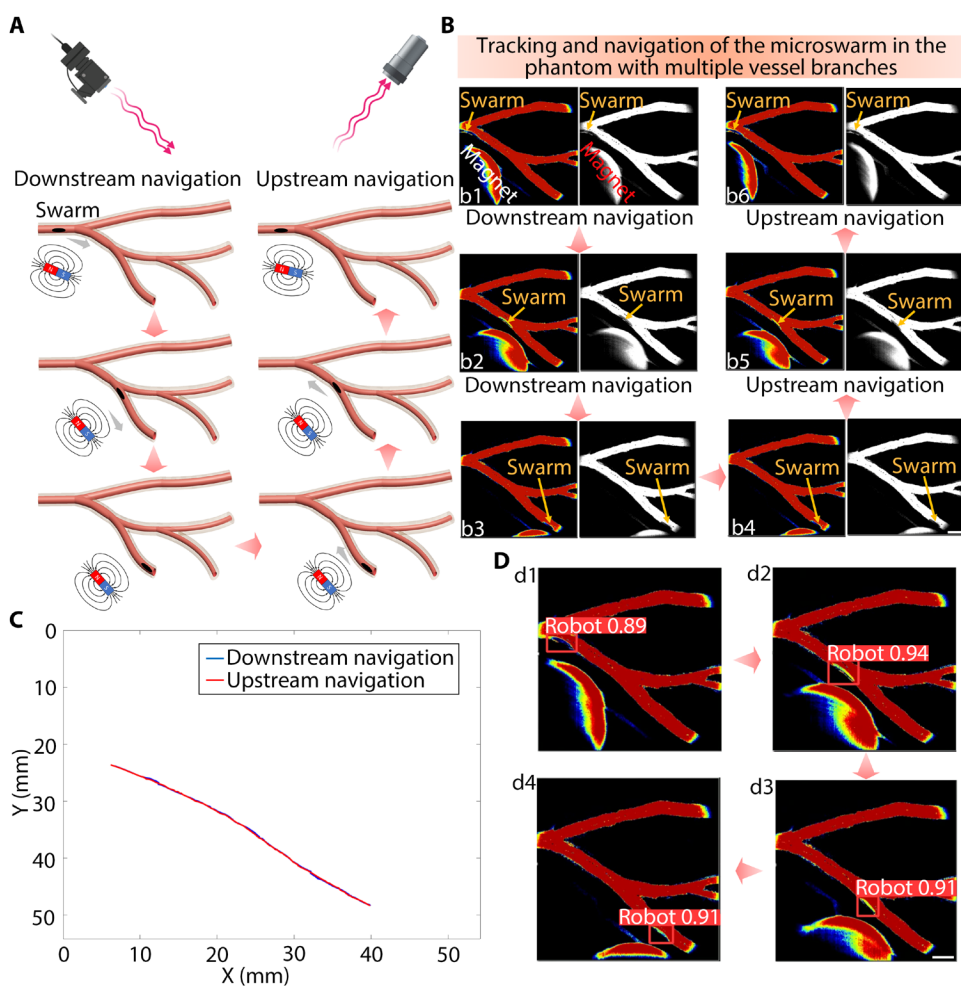 A
Downstream navigation
Upstream navigation
Swarm
N
S
N
S
B
Tracking and navigation of the microswarm in the
phantom with multiple vessel branches
Swarm
Swarm
Magnet
Magnet
b1
Swarm
Swarm
b6
Downstream navigation
Upstream navigation
Swarm
Swarm
b2
Swarm
Swarm
b5
Downstream navigation
Upstream navigation
Swarm
Swarm
b3
Swarm
Swarm
b4
C
0
10
20
30
40
50
Y (mm)
Downstream navigation
Upstream navigation
0
10
20
30
40
50
X (mm)
D
d1
Robot 0.89
d2
Robot 0.94
d4
Robot 0.91
d3
Robot 0.91